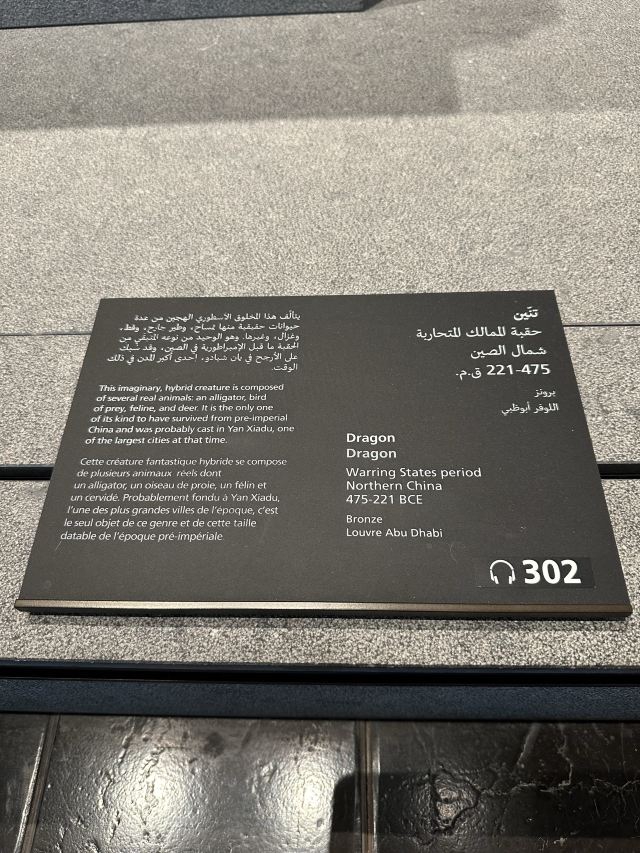 تنّين
حقبة الممالك المتحاربة
شمال الصين
221-475 ق.م.
برونز
اللوفر أبوظبي
يتألف هذا المخلوق الأسطوري الهجين من عدة
حيوانات حقيقية منها تمساح، وطير جارح، وقط،
وغزال، وغيرها. وهو الوحيد من نوعه المتبقي من
الحقبة ما قبل الإمبراطورية في الصين، وقد سُبك
على الأرجح في يان شيادو، إحدى أكبر المدن في ذلك
الوقت.
This imaginary, hybrid creature is composed
of several real animals: an alligator, bird
of prey, feline, and deer. It is the only one
of its kind to have survived from pre-imperial
China and was probably cast in Yan Xiadu, one
of the largest cities at that time.
Cette créature fantastique hybride se compose
de plusieurs animaux réels dont
un alligator, un oiseau de proie, un félin et
un cervidé. Probablement fondu à Yan Xiadu,
l'une des plus grandes villes de l'époque, c'est
le seul objet de ce genre et de cette taille
datable de l'époque pré-impériale
Dragon
Dragon
Warring States period
Northern China
475-221 BCE
Bronze
Louvre Abu Dhabi
302